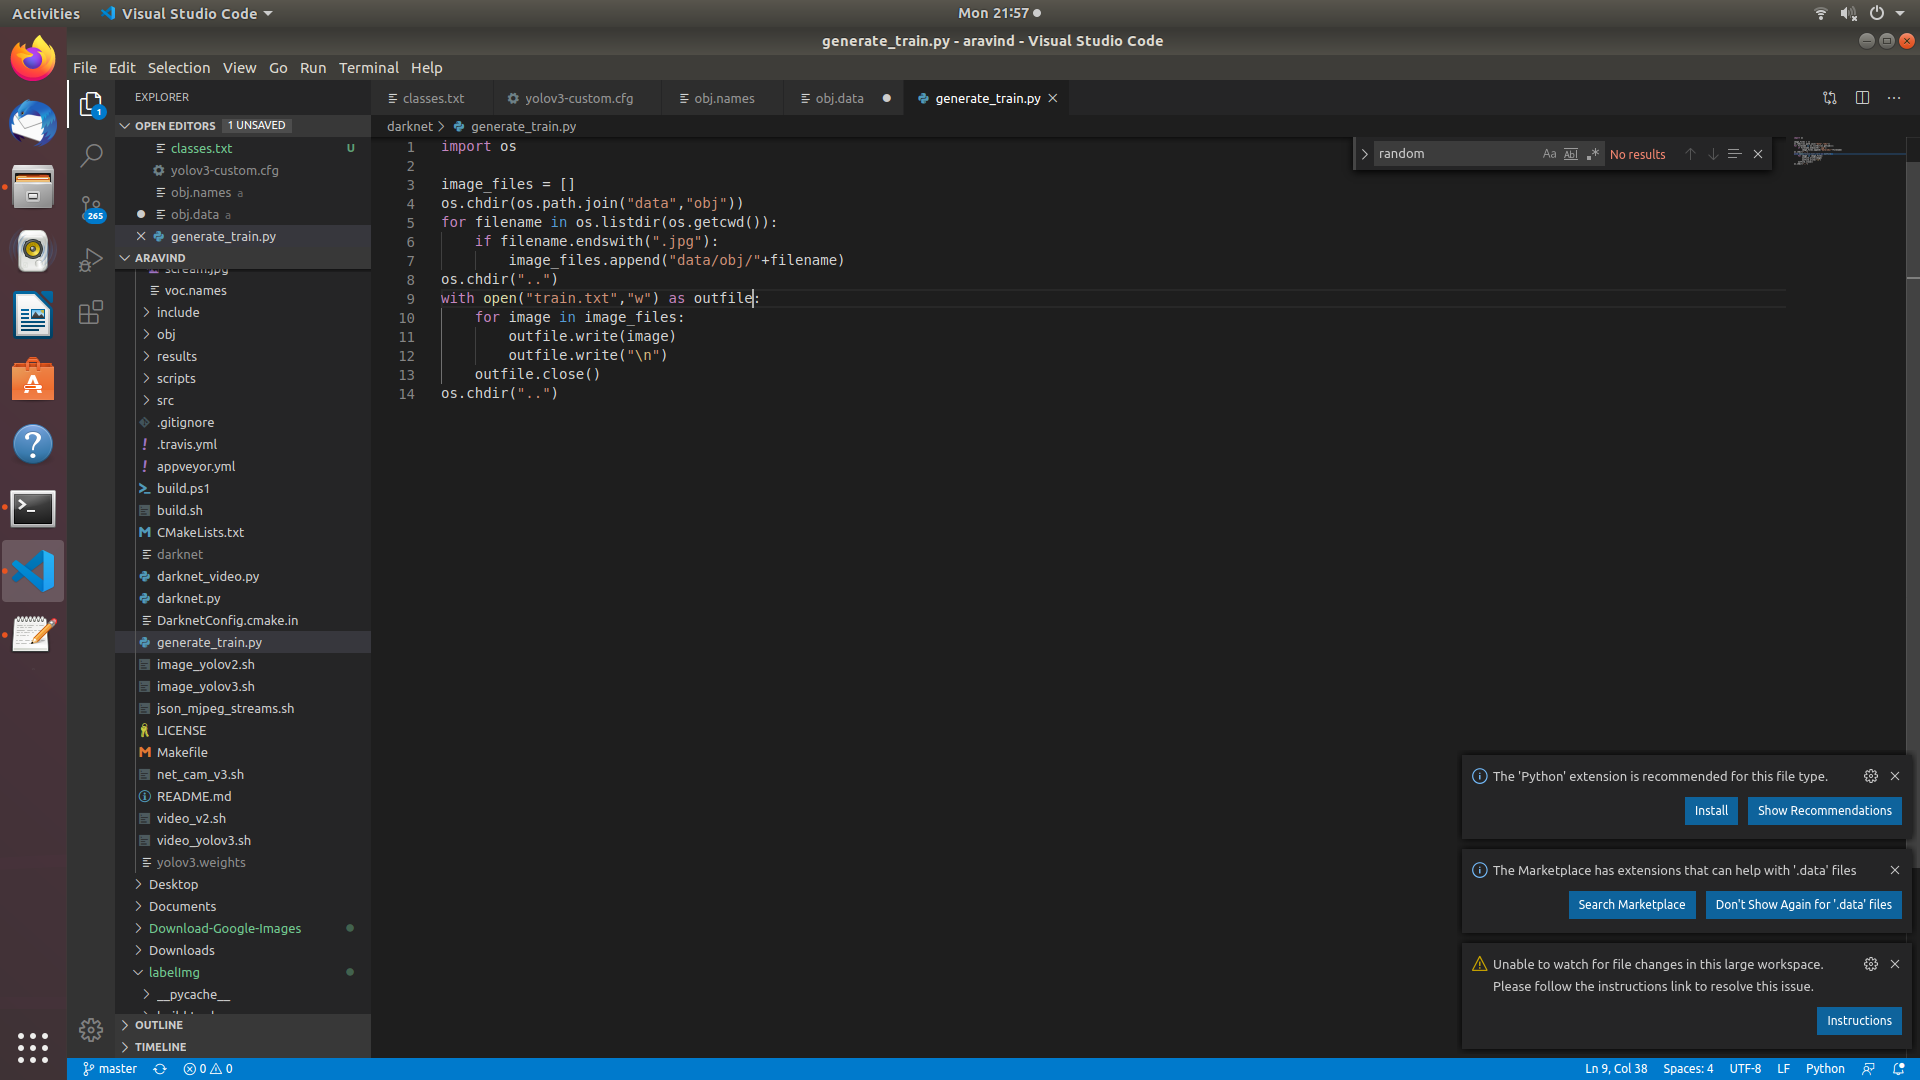 Activities Visual Studio Code Mon 21:57
generate_train.py - aravind - Visual Studio Code
File Edit Selection View Go Run Terminal Help
EXPLORER
OPEN EDITORS 1 UNSAVED
classes.txt U
yolov3-custom.cfg
obj.names a
obj.data a
generate_train.py
ARAVIND
scream.jpg
voc.names
include
obj
results
scripts
src
.gitignore
.travis.yml
appveyor.yml
build.ps1
build.sh
CMakeLists.txt
darknet
darknet_video.py
darknet.py
DarknetConfig.cmake.in
generate_train.py
image_yolov2.sh
image_yolov3.sh
json_mjpeg_streams.sh
LICENSE
Makefile
net_cam_v3.sh
README.md
video_v2.sh
video_yolov3.sh
yolov3.weights
Desktop
Documents
Download-Google-Images
Downloads
labelImg
__pycache__
OUTLINE
TIMELINE
1
265
classes.txt yolov3-custom.cfg obj.names obj.data generate_train.py
darknet > generate_train.py
1 import os
2
3 image_files = []
4 os.chdir(os.path.join("data","obj"))
5 for filename in os.listdir(os.getcwd()):
6     if filename.endswith(".jpg"):
7         image_files.append("data/obj/"+filename)
8 os.chdir("..")
9 with open("train.txt","w") as outfile:
10     for image in image_files:
11         outfile.write(image)
12         outfile.write("\n")
13     outfile.close()
14 os.chdir("..")
random Aa Abl .* No results
The 'Python' extension is recommended for this file type.
Install Show Recommendations
The Marketplace has extensions that can help with '.data' files
Search Marketplace Don't Show Again for '.data' files
Unable to watch for file changes in this large workspace.
Please follow the instructions link to resolve this issue.
Instructions
master 0 0 Ln 9, Col 38 Spaces: 4 UTF-8 LF Python